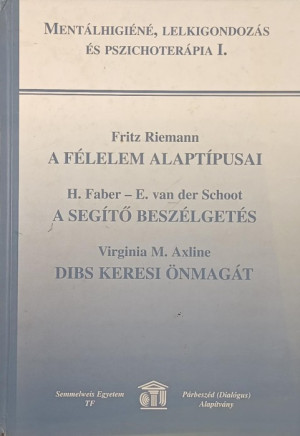 MENTÁLHIGIÉNÉ, LELKIGONDOZÁS
ÉS PSZICHOTERÁPIA I.
Fritz Riemann
A FÉLELEM ALAPTÍPUSAI
H. Faber – E. van der Schoot
A SEGÍTŐ BESZÉLGETÉS
Virginia M. Axline
DIBS KERESI ÖNMAGÁT
Semmelweis Egyetem
TF
Párbeszéd (Dialógus)
Alapítvány